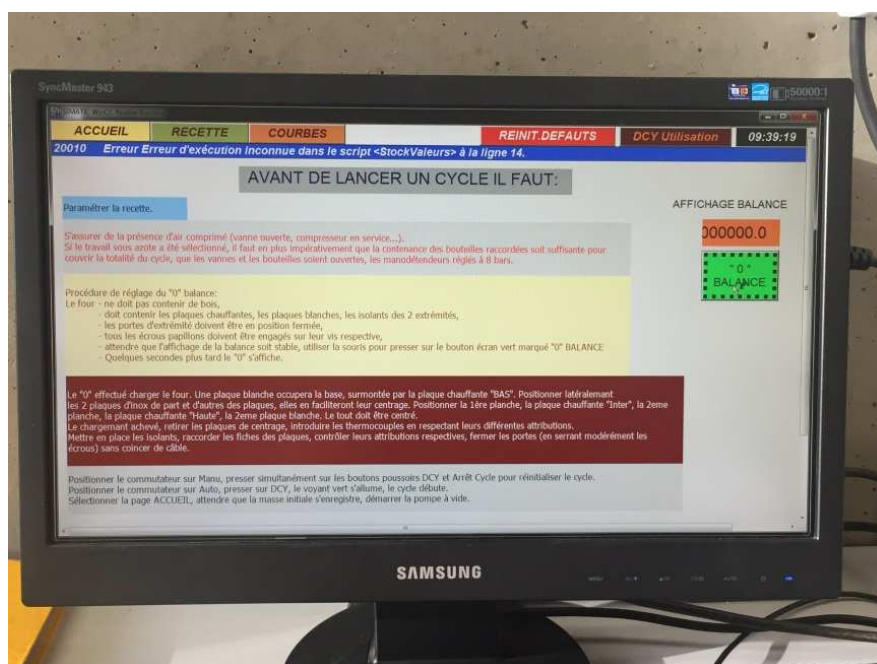 SyncMaster 943
50000:1
ACCUEIL RECETTE COURBES REINIT.DEFAUTS DCY Utilisation 09:39:19
20010 Erreur Erreur d'exécution inconnue dans le script <StockValeurs> à la ligne 14.
AVANT DE LANCER UN CYCLE IL FAUT:
Paramétrer la recette.
AFFICHAGE BALANCE
000000.0
"0"
BALANCE
S'assurer de la présence d'air comprimé (vanne ouverte, compresseur en service...).
Si le travail sous azote a été sélectionné, il faut en plus impérativement que la contenance des bouteilles raccordées soit suffisante pour
couvrir la totalité du cycle, que les vannes et les bouteilles soient ouvertes, les manodétendeurs réglés à 8 bars.
Procédure de réglage du "0" balance:
Le four - ne doit pas contenir de bois,
- doit contenir les plaques chauffantes, les plaques blanches, les isolants des 2 extrémités,
- les portes d'extrémité doivent être en position fermée,
- tous les écrous papillons doivent être engagés sur leur vis respective,
- attendre que l'affichage de la balance soit stable, utiliser la souris pour presser sur le bouton écran vert marqué "0" BALANCE
- Quelques secondes plus tard le "0" s'affiche.
Le "0" effectué charger le four. Une plaque blanche occupera la base, surmontée par la plaque chauffante "BAS". Positionner latéralement
les 2 plaques d'inox de part et d'autres des plaques, elles en faciliteront leur centrage. Positionner la 1ère planche, la plaque chauffante "Inter", la 2eme
planche, la plaque chauffante "Haute", la 2eme plaque blanche. Le tout doit être centré.
Le chargemant achevé, retirer les plaques de centrage, introduire les thermocouples en respectant leurs différentes attributions.
Mettre en place les isolants, raccorder les fiches des plaques, contrôler leurs attributions respectives, fermer les portes (en serrant modérément les
écrous) sans coincer de câble.
Positionner le commutateur sur Manu, presser simultanément sur les boutons poussoirs DCY et Arrêt Cycle pour réinitialiser le cycle.
Positionner le commutateur sur Auto, presser sur DCY, le voyant vert s'allume, le cycle débute.
Sélectionner la page ACCUEIL, attendre que la masse initiale s'enregistre, démarrer la pompe à vide.
SAMSUNG
MENU